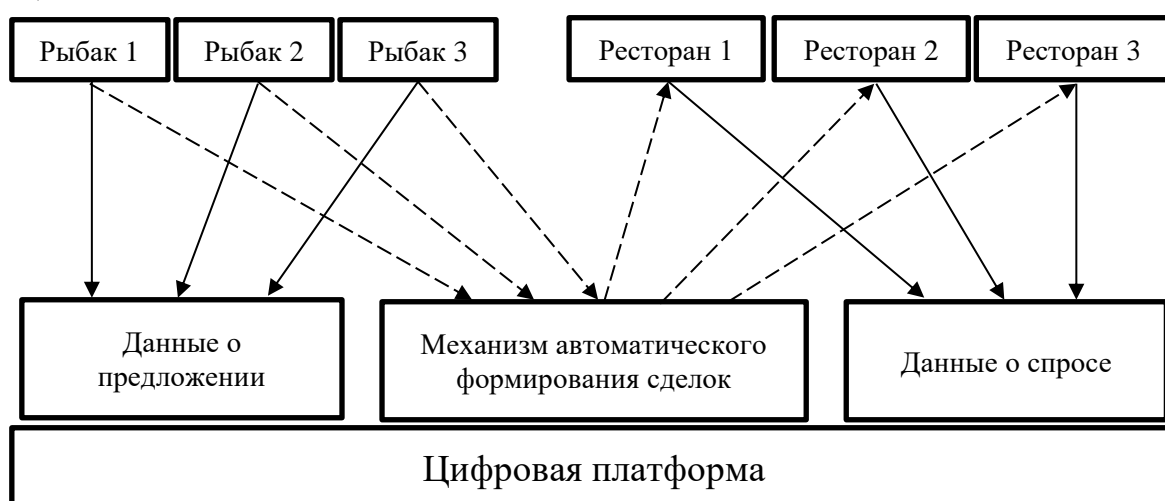 Рыбак 1
Рыбак 2
Рыбак 3
Ресторан 1
Ресторан 2
Ресторан 3
Данные о
предложении
Механизм автоматического
формирования сделок
Данные о спросе
Цифровая платформа